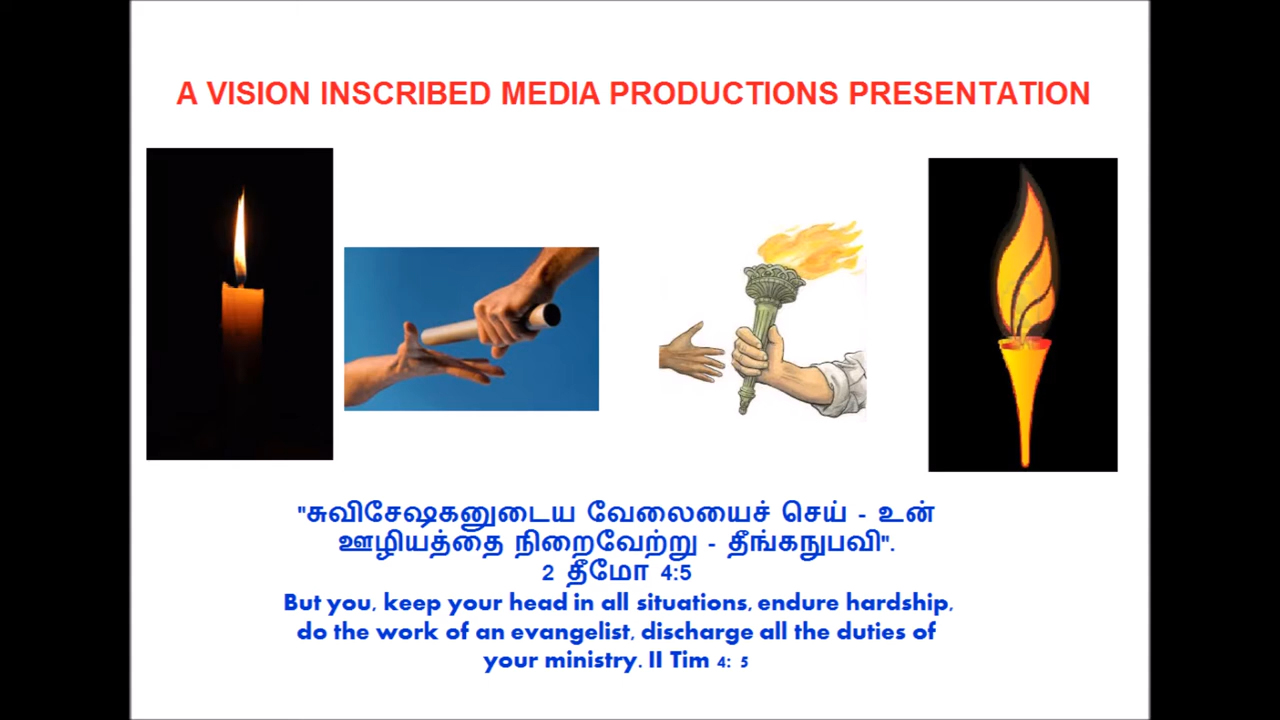 A VISION INSCRIBED MEDIA PRODUCTIONS PRESENTATION
"சுவிசேஷகனுடைய வேலையைச் செய் - உன்
ஊழியத்தை நிறைவேற்று - தீங்கநுபவி".
2 தீமோ 4:5
But you, keep your head in all situations, endure hardship,
do the work of an evangelist, discharge all the duties of
your ministry. II Tim 4: 5